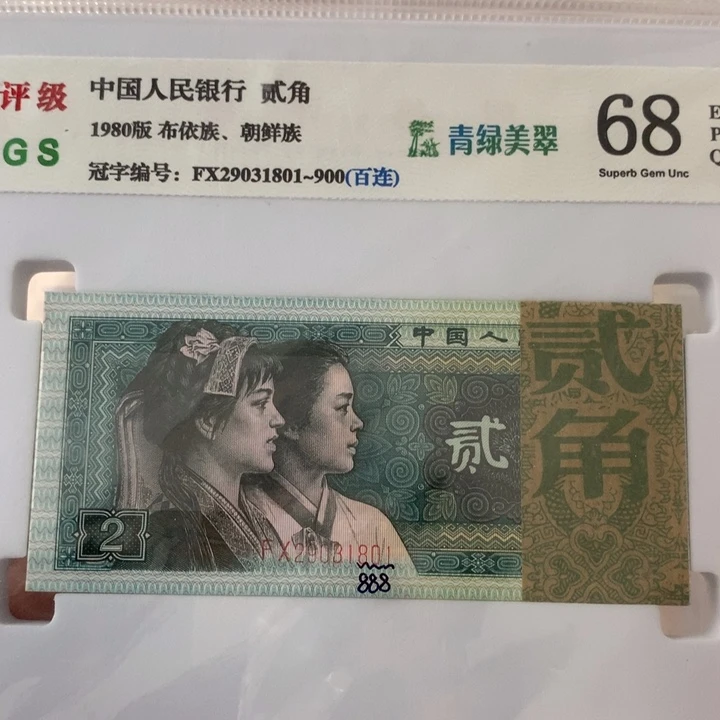 评级
中国人民银行 贰角
1980版 布依族、朝鲜族
GS
冠字编号：FX29031801~900(百连)
青绿美翠
68
Superb Gem Unc
E
P
Q
中国人
贰
贰角
2
FX29031801
888